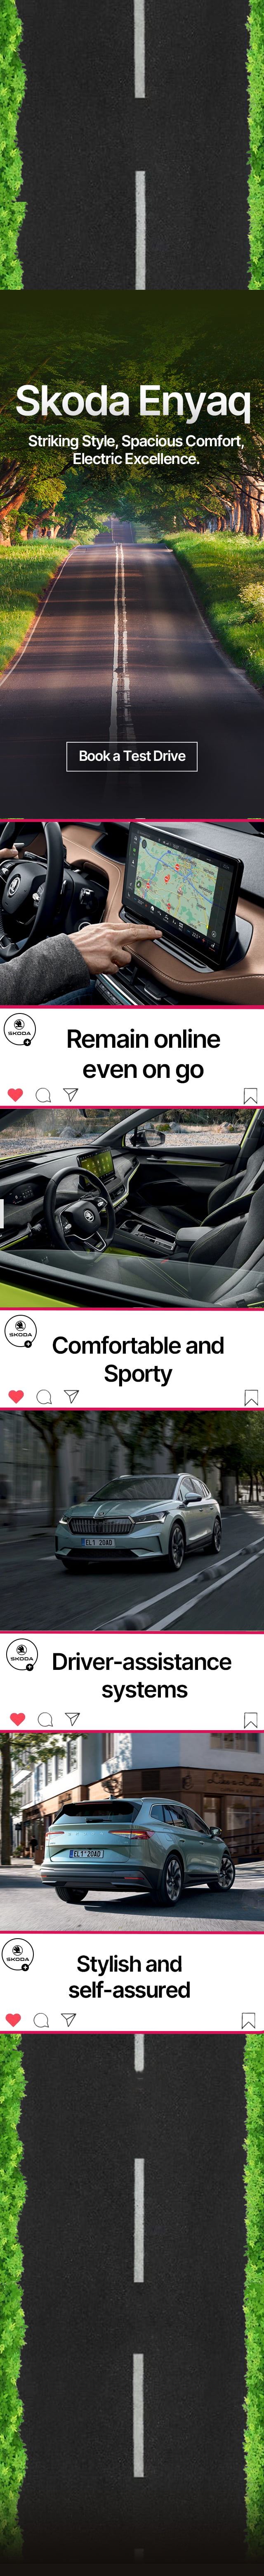 Skoda Enyaq
Striking Style, Spacious Comfort,
Electric Excellence.
Book a Test Drive
SKODA
Remain online
even on go
SKODA
Comfortable and
Sporty
EL1 20AD
SKODA
Driver-assistance
systems
EL1 20AD
SKODA
Stylish and
self-assured